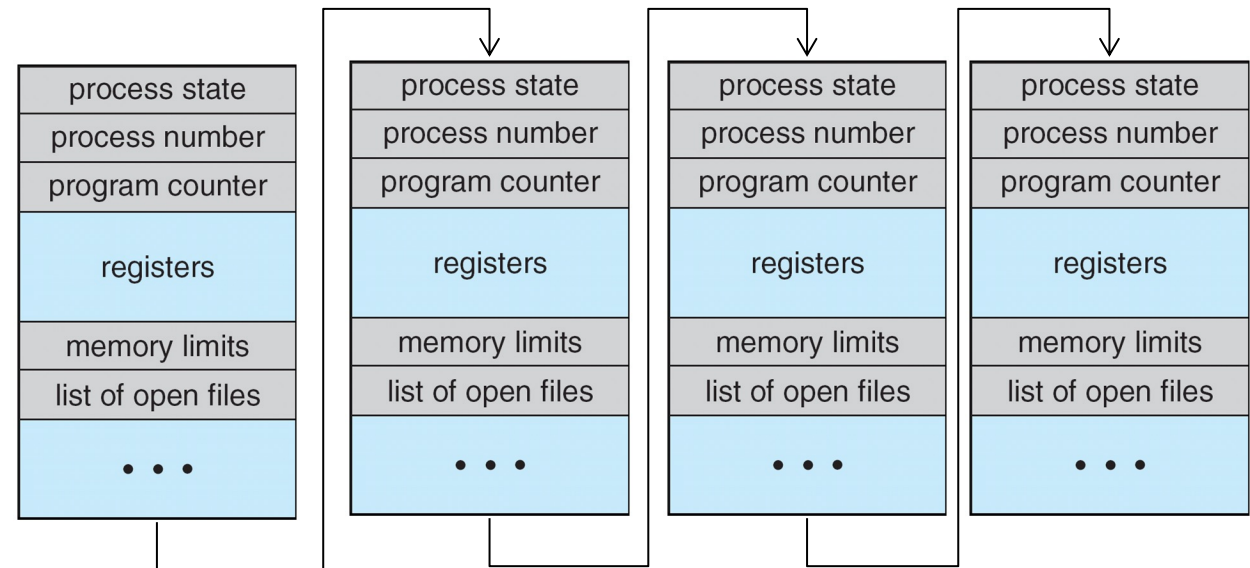 process state
process number
program counter
registers
memory limits
list of open files
• • •
process state
process number
program counter
registers
memory limits
list of open files
• • •
process state
process number
program counter
registers
memory limits
list of open files
• • •
process state
process number
program counter
registers
memory limits
list of open files
• • •